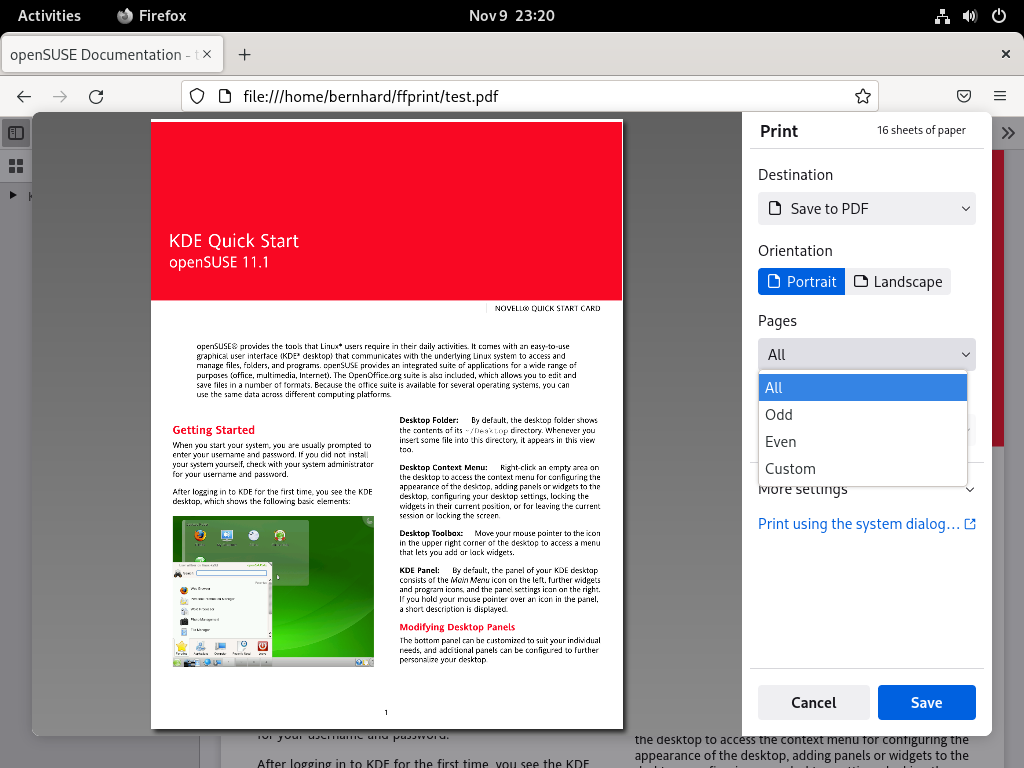 Activities Firefox Nov 9 23:20
openSUSE Documentation - t
file:///home/bernhard/ffprint/test.pdf
KDE Quick Start
openSUSE 11.1
NOVELL® QUICK START CARD
openSUSE® provides the tools that Linux* users require in their daily activities. It comes with an easy-to-use
graphical user interface (KDE* desktop) that communicates with the underlying Linux system to access and
manage files, folders, and programs. openSUSE provides an integrated suite of applications for a wide range of
purposes (office, multimedia, Internet). The OpenOffice.org suite is also included, which allows you to edit and
save files in a number of formats. Because the office suite is available for several operating systems, you can
use the same data across different computing platforms.
Getting Started
When you start your system, you are usually prompted to
enter your username and password. If you did not install
your system yourself, check with your system administrator
for your username and password.
After logging in to KDE for the first time, you see the KDE
desktop, which shows the following basic elements:
Desktop Folder: By default, the desktop folder shows
the contents of its ~/Desktop directory. Whenever you
insert some file into this directory, it appears in this view
too.
Desktop Context Menu: Right-click an empty area on
the desktop to access the context menu for configuring the
appearance of the desktop, adding panels or widgets to the
desktop, configuring your desktop settings, locking the
widgets in their current position, or for leaving the current
session or locking the screen.
Desktop Toolbox: Move your mouse pointer to the icon
in the upper right corner of the desktop to access a menu
that lets you add or lock widgets.
KDE Panel: By default, the panel of your KDE desktop
consists of the Main Menu icon on the left, further widgets
and program icons, and the panel settings icon on the right.
If you hold your mouse pointer over an icon in the panel,
a short description is displayed.
Modifying Desktop Panels
The bottom panel can be customized to suit your individual
needs, and additional panels can be configured to further
personalize your desktop.
1
Print 16 sheets of paper
Destination
Save to PDF
Orientation
Portrait Landscape
Pages
All
All
Odd
Even
Custom
More settings
Print using the system dialog...
Cancel Save
for your username and password.
After logging in to KDE for the first time, you see the KDE
the desktop to access the context menu for configuring the
appearance of the desktop, adding panels or widgets to the